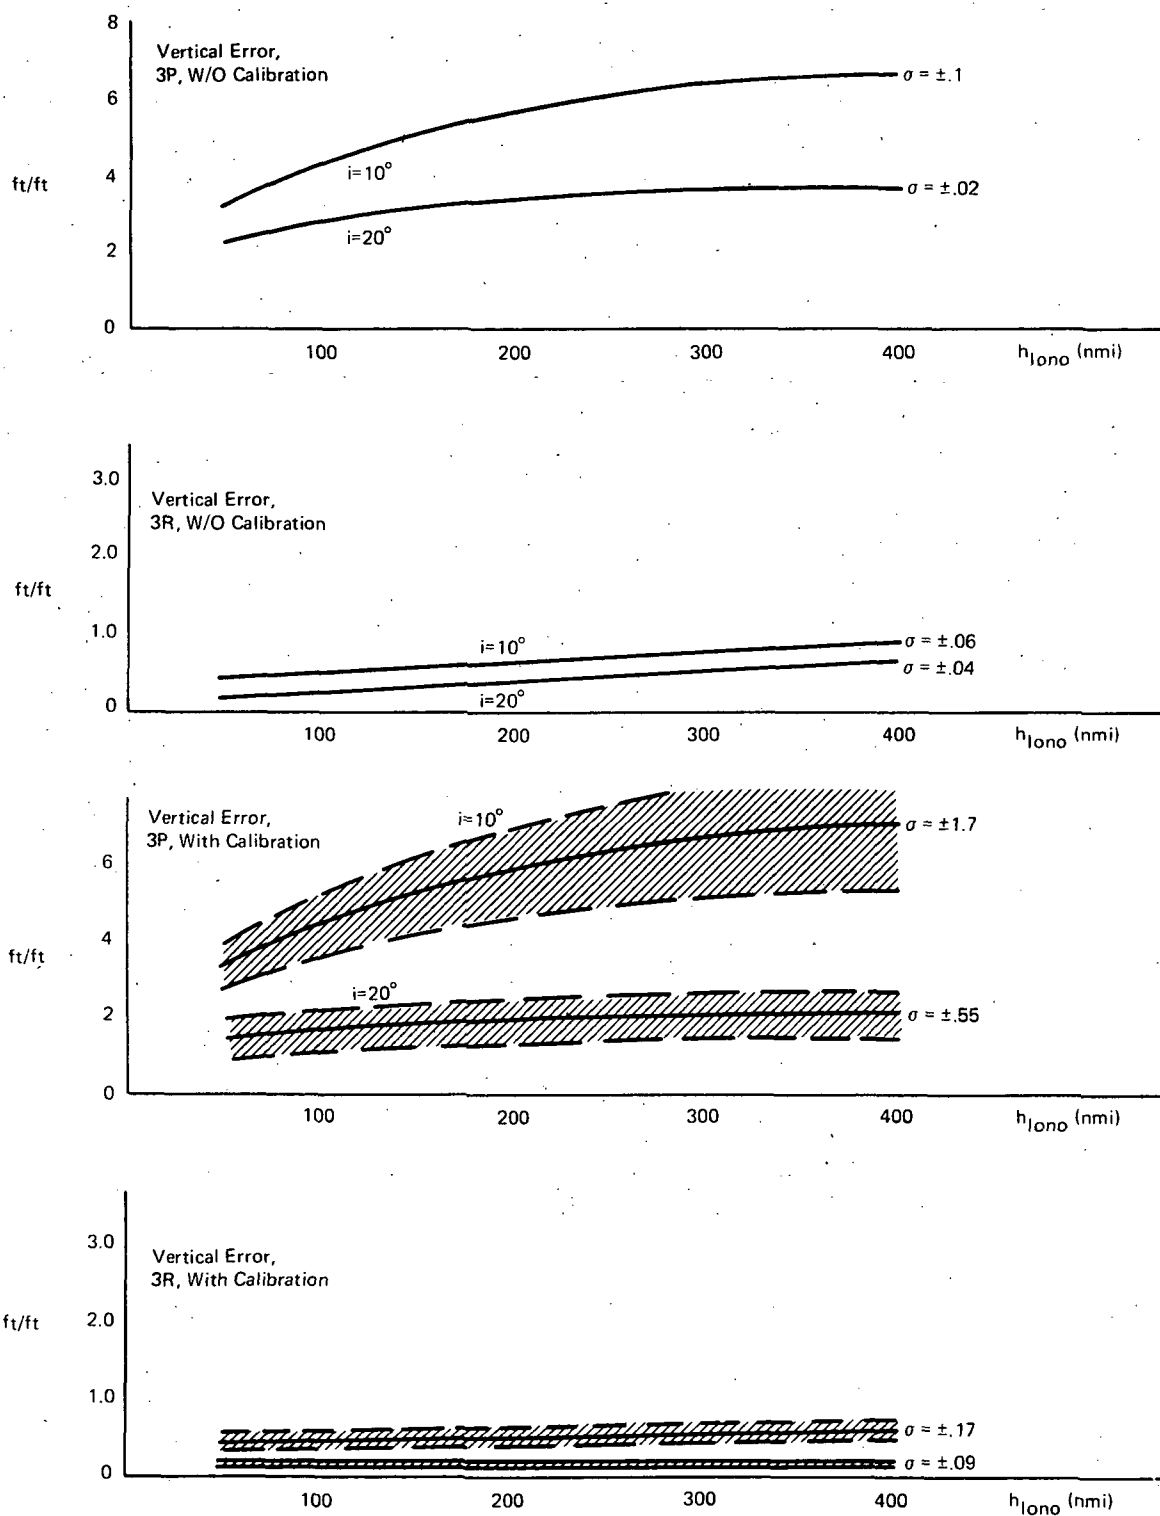 8
Vertical Error,
3P, W/O Calibration
6
σ = ±.1
i=10°
4
ft/ft
σ = ±.02
i=20°
2
0
100 200 300 400 hIono (nmi)
3.0
Vertical Error,
3R, W/O Calibration
2.0
ft/ft
1.0
i=10°
σ = ±.06
σ = ±.04
i=20°
0
100 200 300 400 hIono (nmi)
Vertical Error,
3P, With Calibration
i=10°
σ = ±1.7
6
4
ft/ft
i=20°
2
σ = ±.55
0
100 200 300 400 hIono (nmi)
3.0
Vertical Error,
3R, With Calibration
2.0
ft/ft
1.0
σ = ±.17
σ = ±.09
0
100 200 300 400 hIono (nmi)